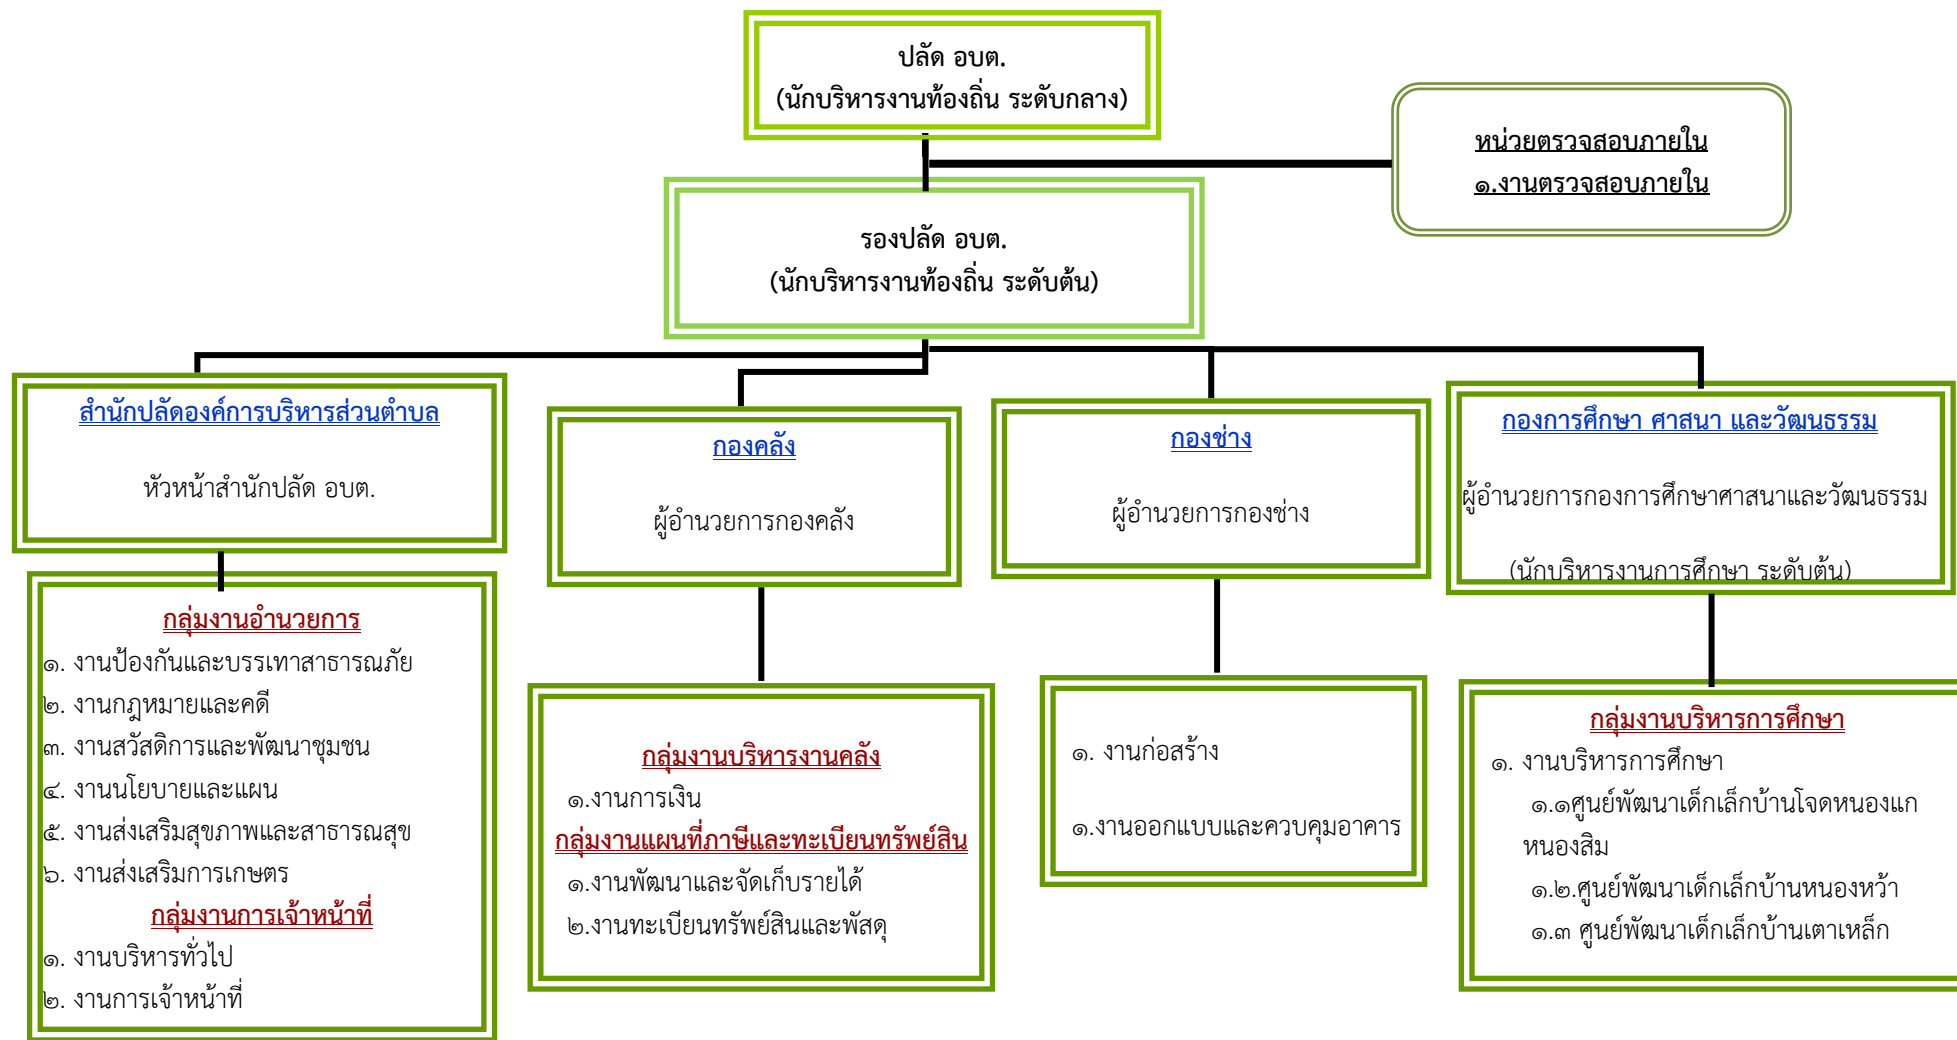 ปลัด อบต.
(นักบริหารงานท้องถิ่น ระดับกลาง)
หน่วยตรวจสอบภายใน
๑.งานตรวจสอบภายใน
รองปลัด อบต.
(นักบริหารงานท้องถิ่น ระดับต้น)
สำนักปลัดองค์การบริหารส่วนตำบล
หัวหน้าสำนักปลัด อบต.
กลุ่มงานอำนวยการ
๑. งานป้องกันและบรรเทาสาธารณภัย
๒. งานกฎหมายและคดี
๓. งานสวัสดิการและพัฒนาชุมชน
๔. งานนโยบายและแผน
๕. งานส่งเสริมสุขภาพและสาธารณสุข
๖. งานส่งเสริมการเกษตร
กลุ่มงานการเจ้าหน้าที่
๑. งานบริหารทั่วไป
๒. งานการเจ้าหน้าที่
กองคลัง
ผู้อำนวยการกองคลัง
กลุ่มงานบริหารงานคลัง
๑.งานการเงิน
กลุ่มงานแผนที่ภาษีและทะเบียนทรัพย์สิน
๑.งานพัฒนาและจัดเก็บรายได้
๒.งานทะเบียนทรัพย์สินและพัสดุ
กองช่าง
ผู้อำนวยการกองช่าง
๑. งานก่อสร้าง
๑.งานออกแบบและควบคุมอาคาร
กองการศึกษา ศาสนา และวัฒนธรรม
ผู้อำนวยการกองการศึกษาศาสนาและวัฒนธรรม
(นักบริหารงานการศึกษา ระดับต้น)
กลุ่มงานบริหารการศึกษา
๑. งานบริหารการศึกษา
๑.๑ศูนย์พัฒนาเด็กเล็กบ้านโจดหนองแก
หนองสิม
๑.๒.ศูนย์พัฒนาเด็กเล็กบ้านหนองหว้า
๑.๓ ศูนย์พัฒนาเด็กเล็กบ้านเตาเหล็ก